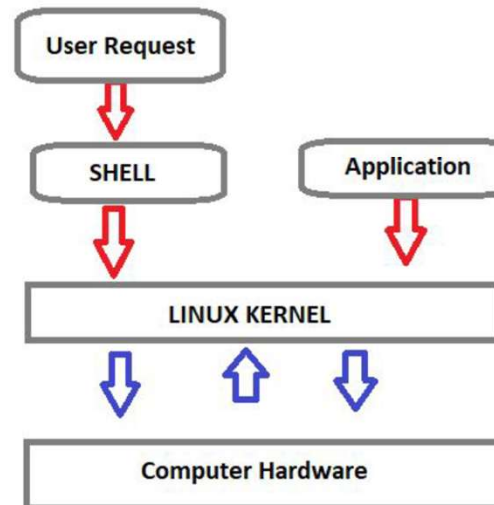 User Request
SHELL
Application
LINUX KERNEL
Computer Hardware